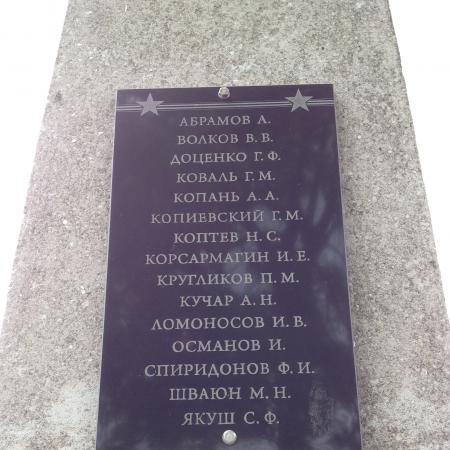 АБРАМОВ А.
ВОЛКОВ В. В.
ДОЦЕНКО Г. Ф.
КОВАЛЬ Г. М.
КОПАНЬ А. А.
КОПИЕВСКИЙ Г. М.
КОПТЕВ Н. С.
КОРСАРМАГИН И. Е.
КРУГЛИКОВ П. М.
КУЧАР А. Н.
ЛОМОНОСОВ И. В.
ОСМАНОВ И.
СПИРИДОНОВ Ф. И.
ШВАЮН М. Н.
ЯКУШ С. Ф.